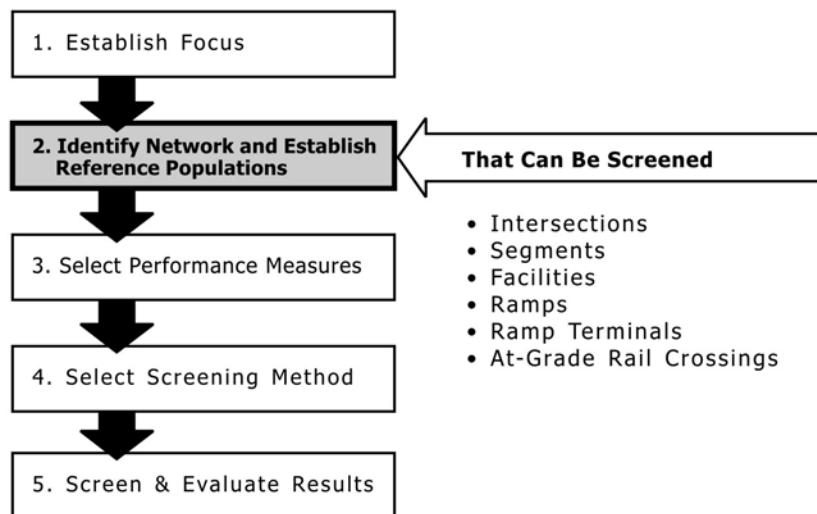 1. Establish Focus
2. Identify Network and Establish
Reference Populations
3. Select Performance Measures
4. Select Screening Method
5. Screen & Evaluate Results
That Can Be Screened
• Intersections
• Segments
• Facilities
• Ramps
• Ramp Terminals
• At-Grade Rail Crossings